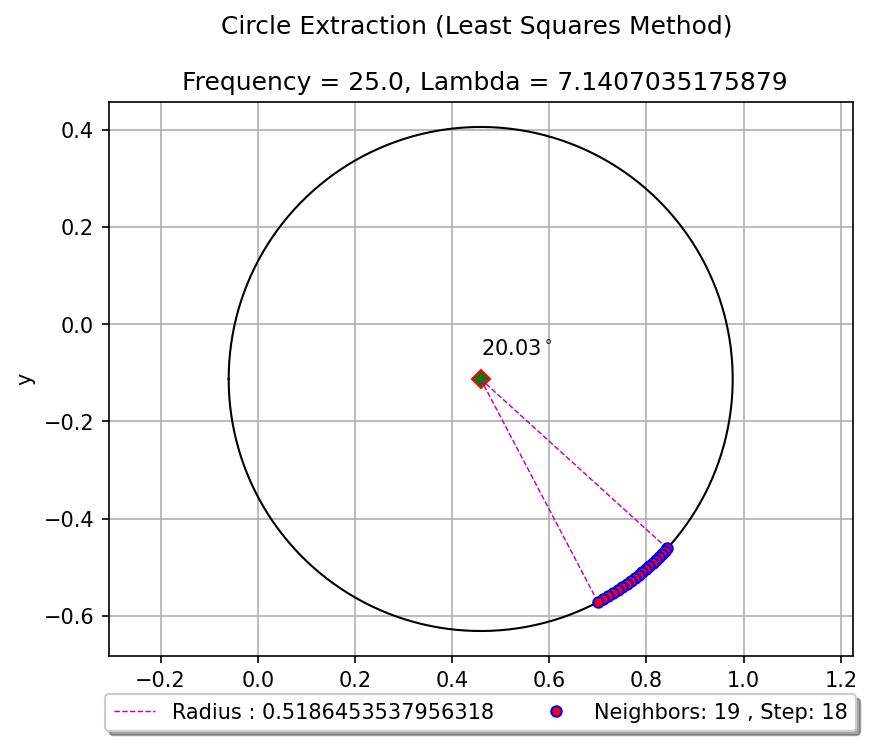 Circle Extraction (Least Squares Method)
Frequency = 25.0, Lambda = 7.1407035175879
0.4
0.2
0.0
−0.2
−0.4
−0.6
y
20.03°
−0.2 0.0 0.2 0.4 0.6 0.8 1.0 1.2
Radius : 0.5186453537956318 Neighbors: 19 , Step: 18